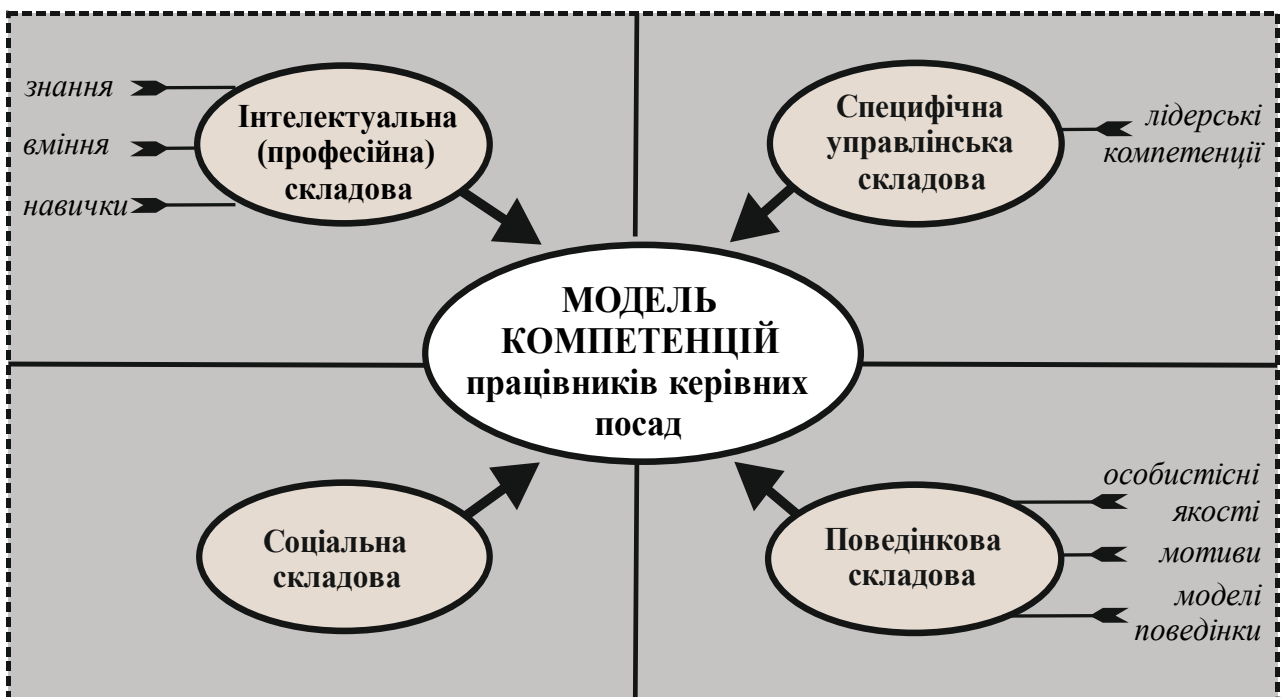 знання
вміння
навички
Інтелектуальна
(професійна)
складова
Специфічна
управлінська
складова
лідерські
компетенції
МОДЕЛЬ
КОМПЕТЕНЦІЙ
працівників керівних
посад
Соціальна
складова
Поведінкова
складова
особистісні
якості
мотиви
моделі
поведінки